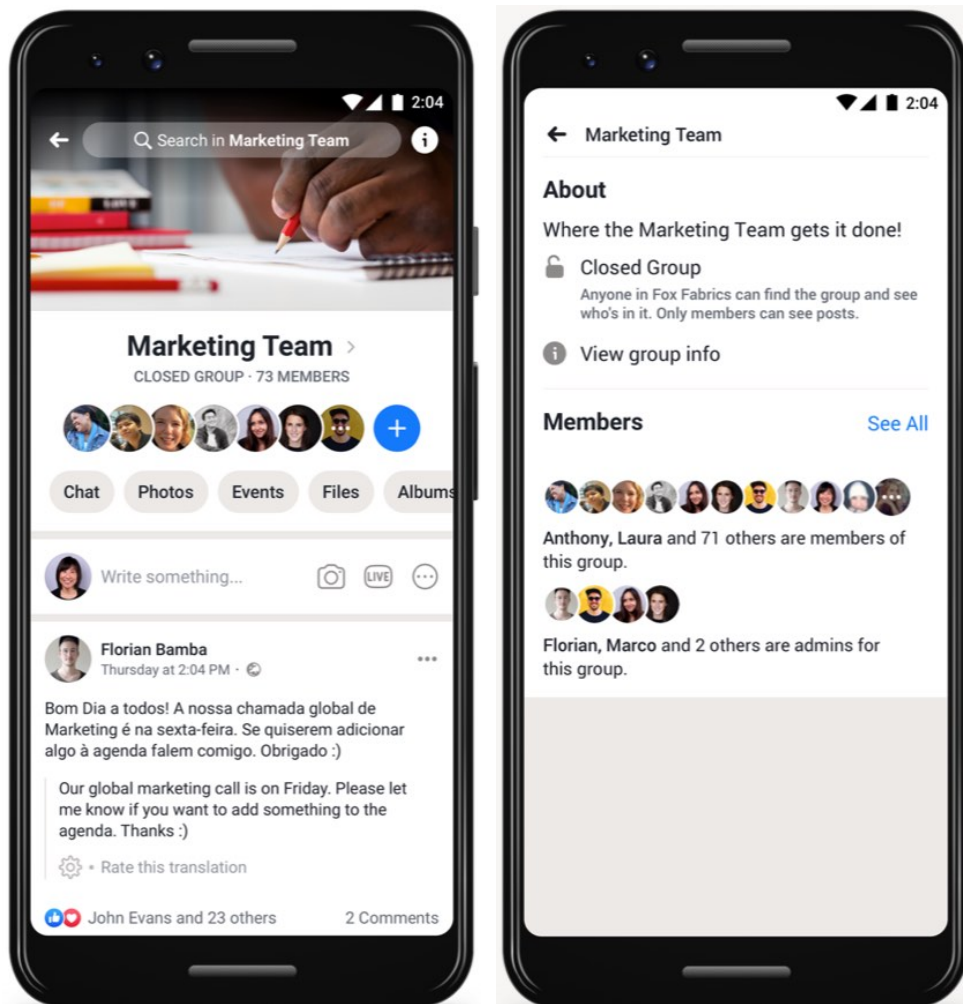 2:04
Search in Marketing Team
Marketing Team
CLOSED GROUP · 73 MEMBERS
Chat Photos Events Files Albums
Write something...
LIVE
Florian Bamba
Thursday at 2:04 PM ·
Bom Dia a todos! A nossa chamada global de
Marketing é na sexta-feira. Se quiserem adicionar
algo à agenda falem comigo. Obrigado :)
Our global marketing call is on Friday. Please let
me know if you want to add something to the
agenda. Thanks :)
• Rate this translation
John Evans and 23 others 2 Comments
2:04
Marketing Team
About
Where the Marketing Team gets it done!
Closed Group
Anyone in Fox Fabrics can find the group and see
who's in it. Only members can see posts.
View group info
Members See All
Anthony, Laura and 71 others are members of
this group.
Florian, Marco and 2 others are admins for
this group.